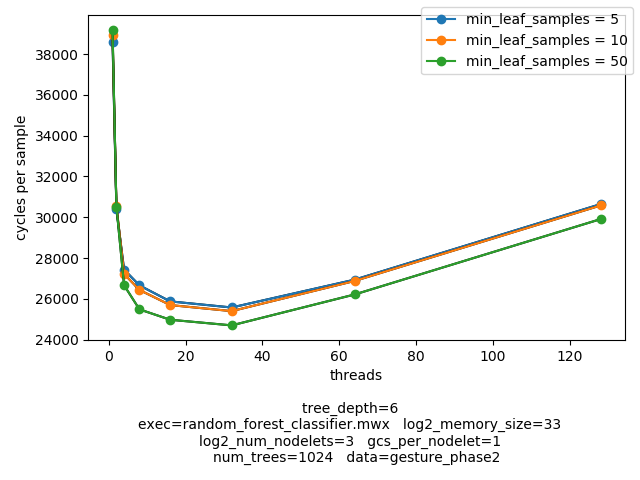 min_leaf_samples = 5
min_leaf_samples = 10
min_leaf_samples = 50
38000
36000
34000
32000
30000
28000
26000
24000
cycles per sample
0 20 40 60 80 100 120
threads
tree_depth=6
exec=random_forest_classifier.mwx log2_memory_size=33
log2_num_nodelets=3 gcs_per_nodelet=1
num_trees=1024 data=gesture_phase2